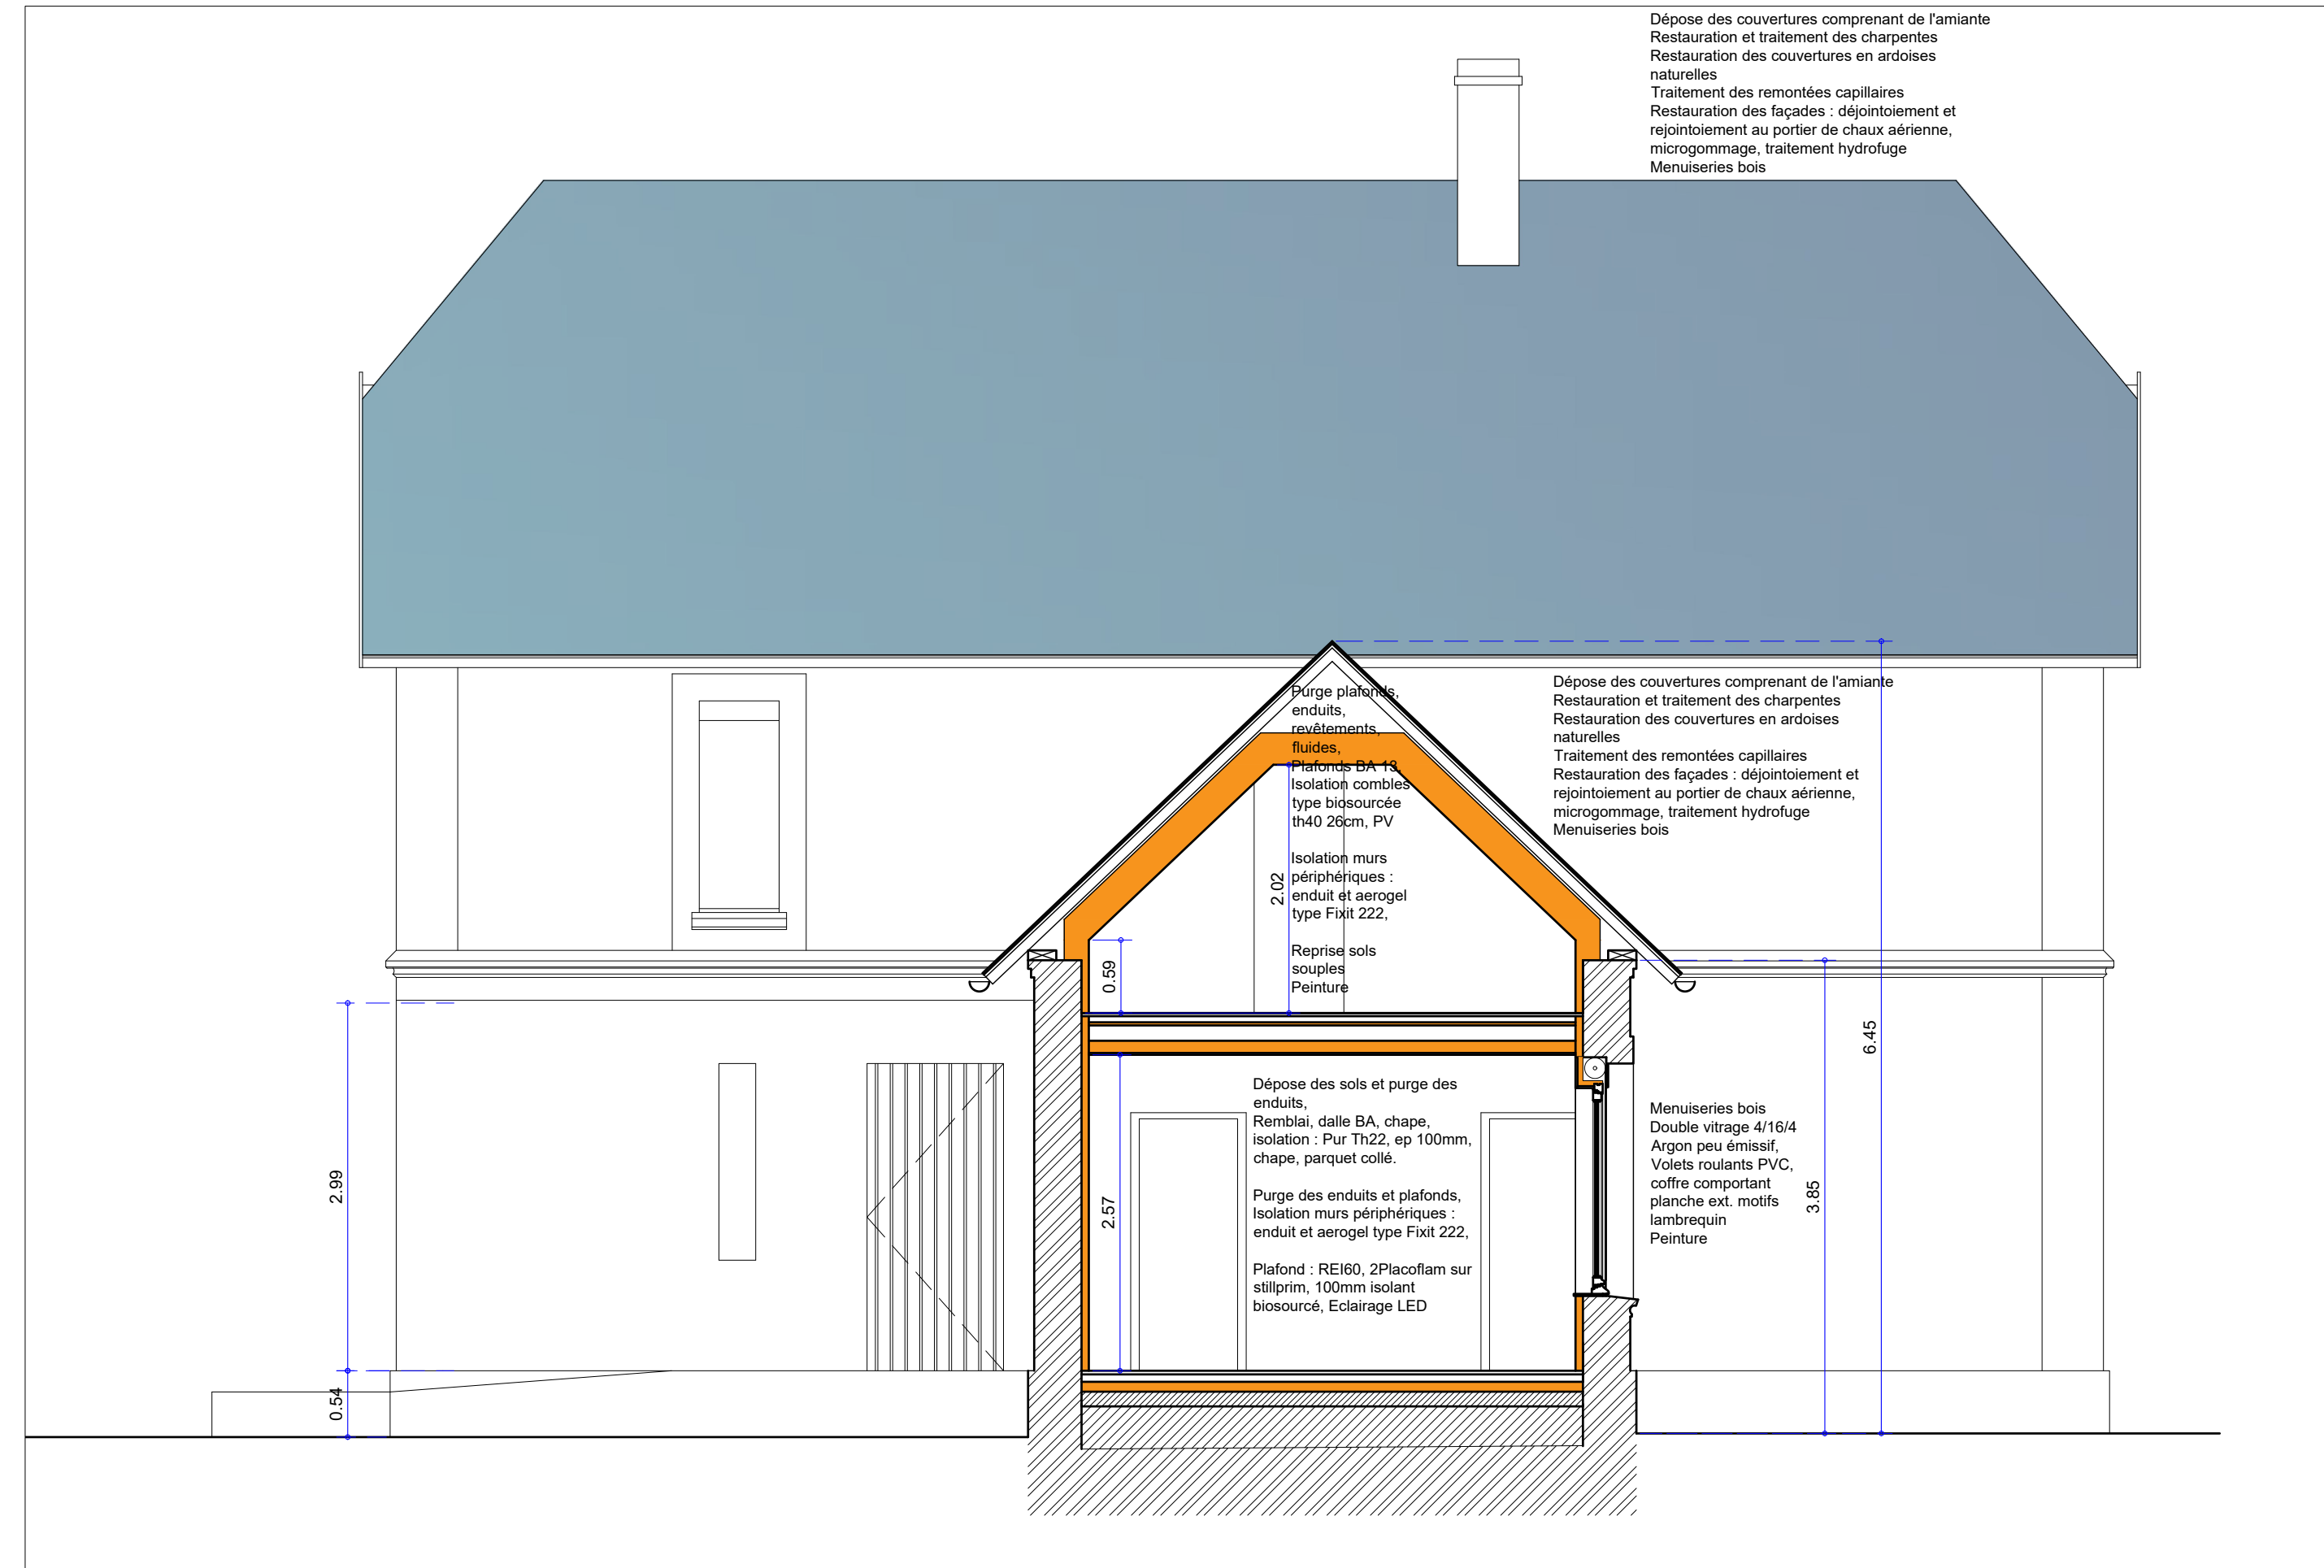 Dépose des couvertures comprenant de l'amiante
Restauration et traitement des charpentes
Restauration des couvertures en ardoises
naturelles
Traitement des remontées capillaires
Restauration des façades : déjointoiement et
rejointoiement au portier de chaux aérienne,
microgommage, traitement hydrofuge
Menuiseries bois
Purge plafonds,
enduits,
revêtements,
fluides,
Plafonds BA 13,
Isolation combles
type biosourcée
th40 26cm, PV
Isolation murs
périphériques :
enduit et aerogel
type Fixit 222,
Reprise sols
souples
Peinture
Dépose des couvertures comprenant de l'amiante
Restauration et traitement des charpentes
Restauration des couvertures en ardoises
naturelles
Traitement des remontées capillaires
Restauration des façades : déjointoiement et
rejointoiement au portier de chaux aérienne,
microgommage, traitement hydrofuge
Menuiseries bois
2.02
0.59
6.45
2.99
2.57
3.85
0.54
Dépose des sols et purge des
enduits,
Remblai, dalle BA, chape,
isolation : Pur Th22, ep 100mm,
chape, parquet collé.
Purge des enduits et plafonds,
Isolation murs périphériques :
enduit et aerogel type Fixit 222,
Plafond : REI60, 2Placoflam sur
stillprim, 100mm isolant
biosourcé, Eclairage LED
Menuiseries bois
Double vitrage 4/16/4
Argon peu émissif,
Volets roulants PVC,
coffre comportant
planche ext. motifs
lambrequin
Peinture